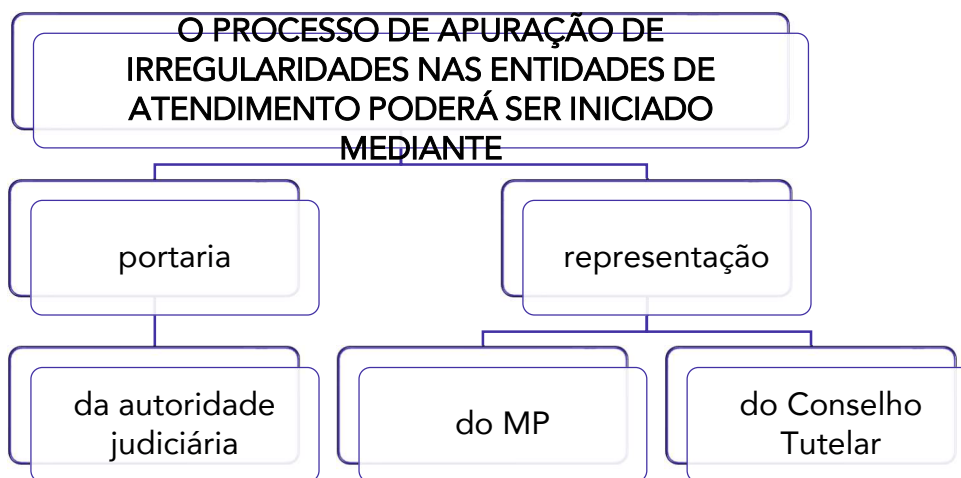 O PROCESSO DE APURAÇÃO DE
IRREGULARIDADES NAS ENTIDADES DE
ATENDIMENTO PODERÁ SER INICIADO
MEDIANTE
portaria
representação
da autoridade
judiciária
do MP
do Conselho
Tutelar